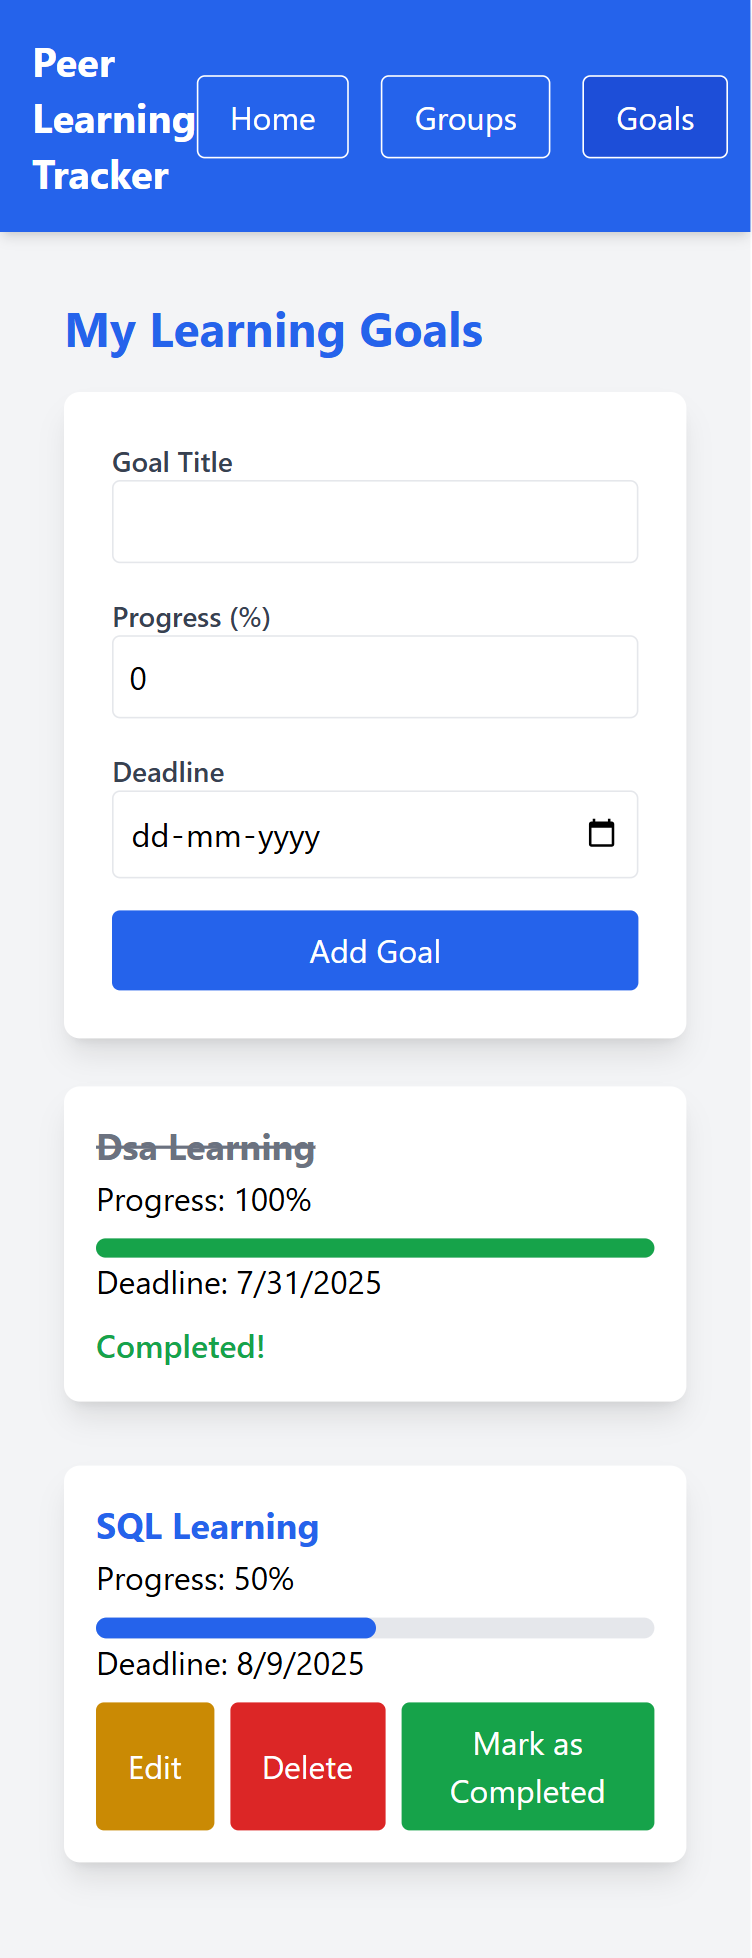 Peer
Learning
Tracker
Home
Groups
Goals
My Learning Goals
Goal Title
Progress (%)
0
Deadline
dd-mm-yyyy
Add Goal
Dsa Learning
Progress: 100%
Deadline: 7/31/2025
Completed!
SQL Learning
Progress: 50%
Deadline: 8/9/2025
Edit
Delete
Mark as
Completed